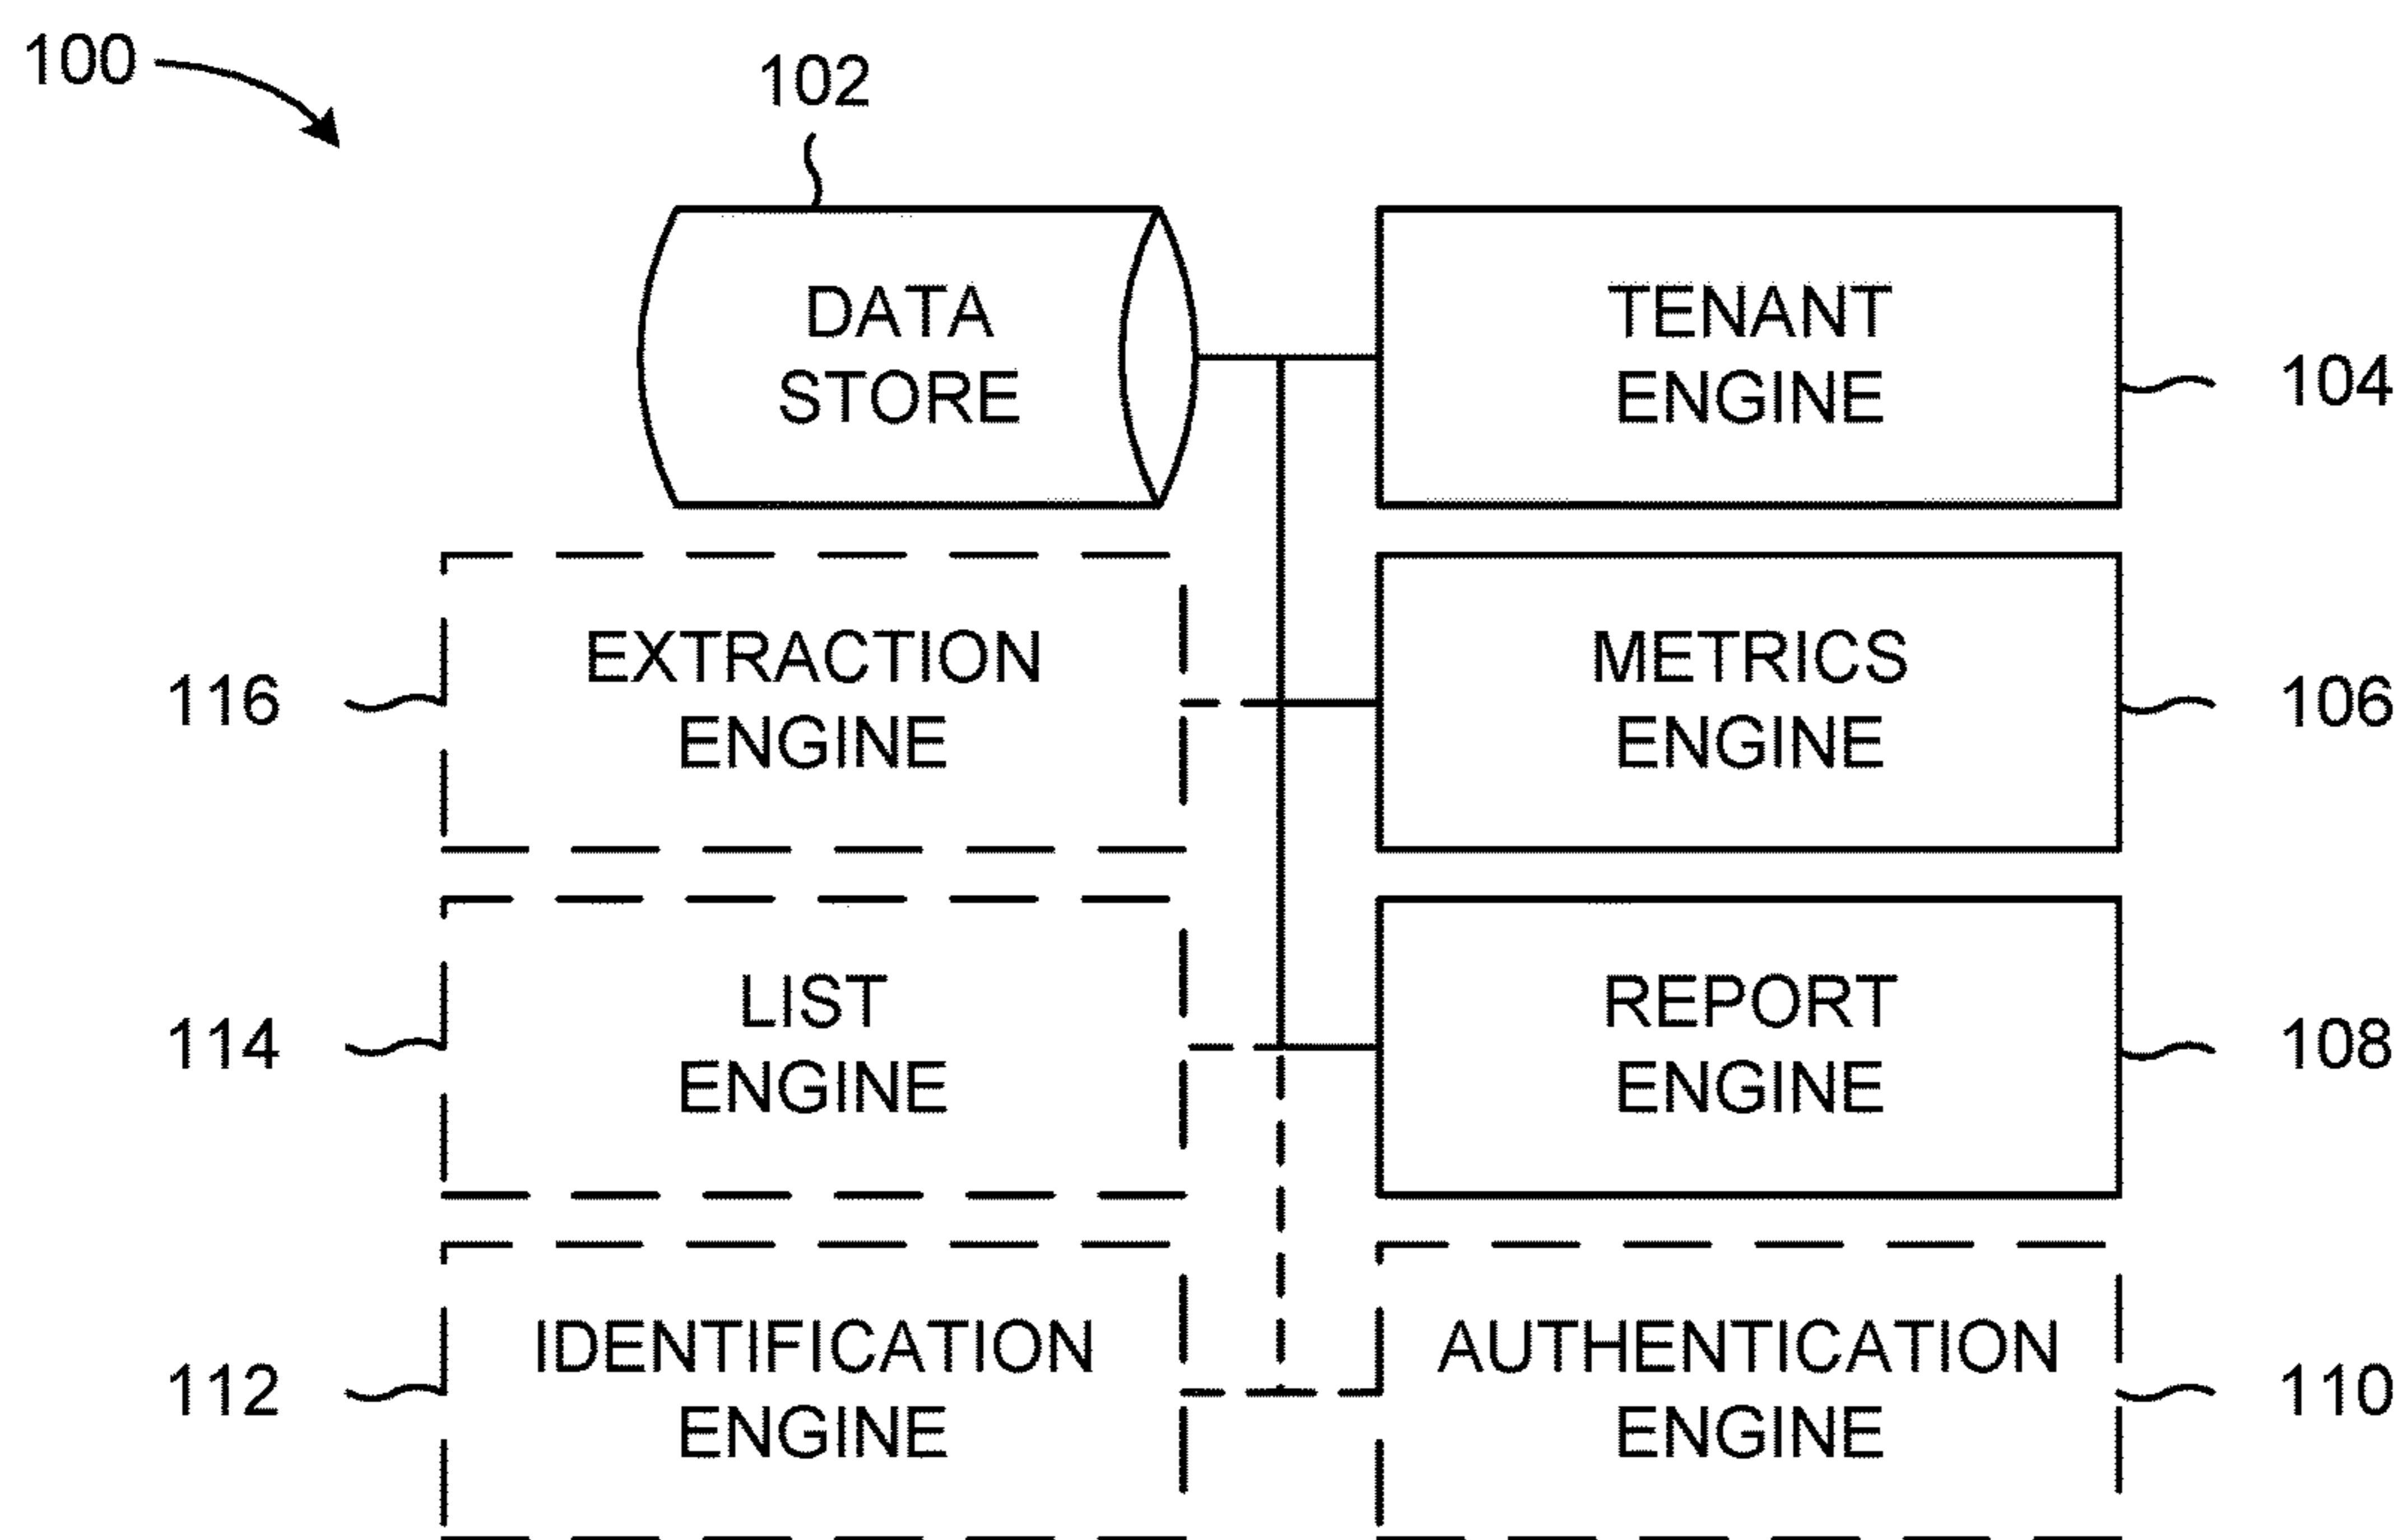 100
102
DATA
STORE
TENANT
ENGINE
104
EXTRACTION
ENGINE
116
METRICS
ENGINE
106
LIST
ENGINE
114
REPORT
ENGINE
108
IDENTIFICATION
ENGINE
112
AUTHENTICATION
ENGINE
110